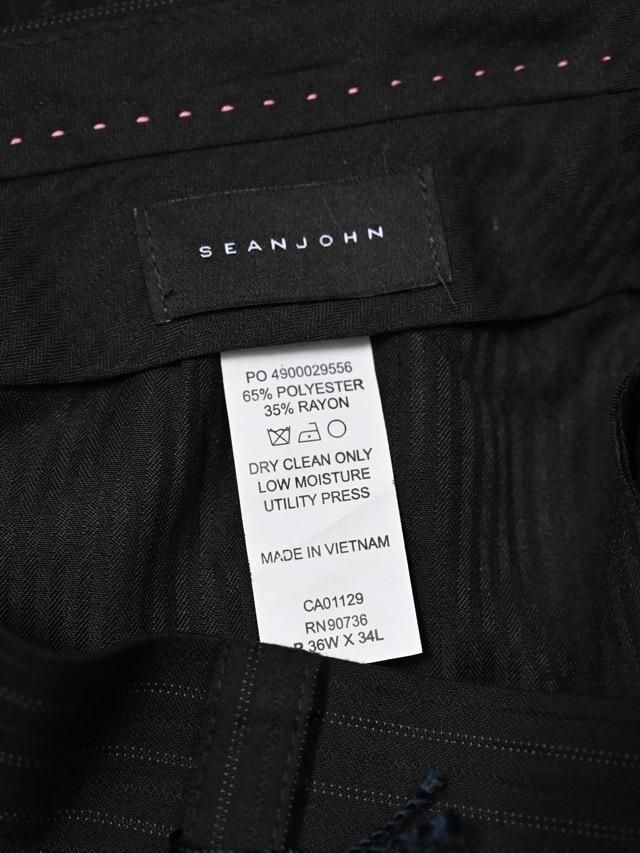 SEANJOHN
PO 4900029556
65% POLYESTER
35% RAYON
DRY CLEAN ONLY
LOW MOISTURE
UTILITY PRESS
MADE IN VIETNAM
CA01129
RN90736
36W X 34L